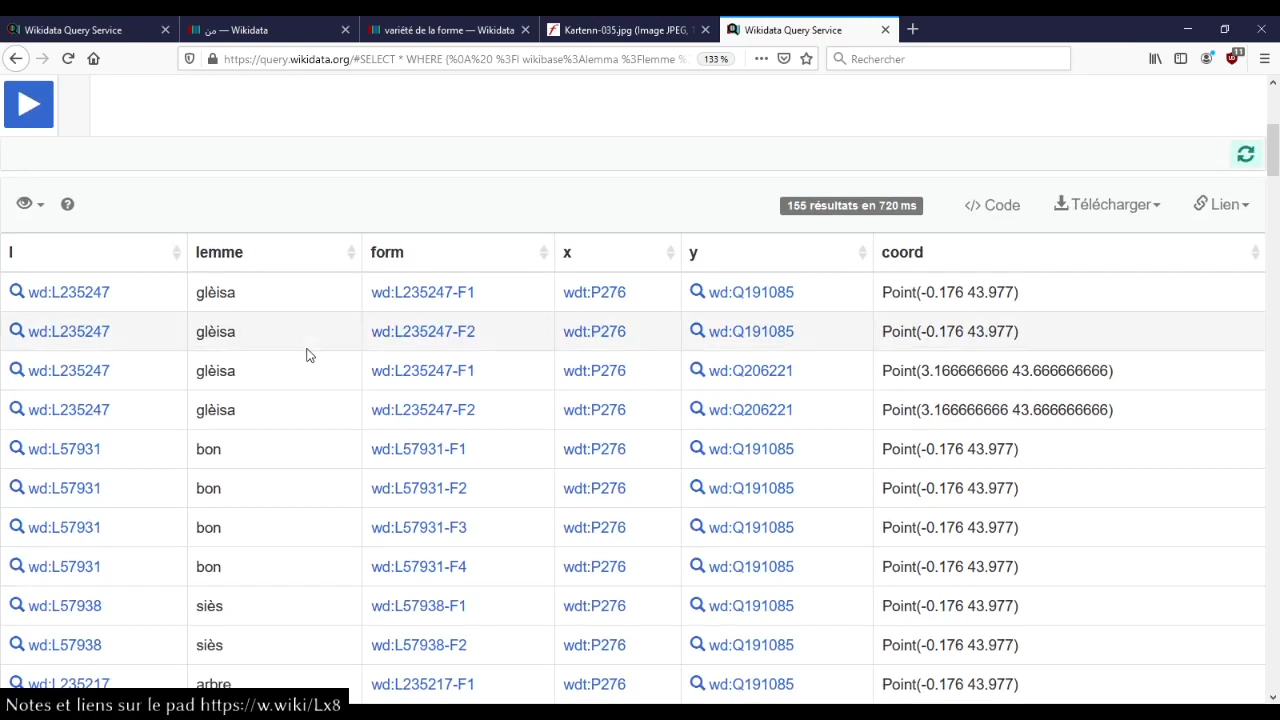 Wikidata Query Service
من — Wikidata
variété de la forme — Wikidata
Kartenn-035.jpg (Image JPEG, 1
Wikidata Query Service
https://query.wikidata.org/#SELECT * WHERE {%0A%20 %3Fl wikibase%3Alemma %3Flemme %
133 %
Rechercher
11
155 résultats en 720 ms
</> Code
Télécharger
Lien
l lemme form x y coord
wd:L235247 glèisa wd:L235247-F1 wdt:P276 wd:Q191085 Point(-0.176 43.977)
wd:L235247 glèisa wd:L235247-F2 wdt:P276 wd:Q191085 Point(-0.176 43.977)
wd:L235247 glèisa wd:L235247-F1 wdt:P276 wd:Q206221 Point(3.166666666 43.666666666)
wd:L235247 glèisa wd:L235247-F2 wdt:P276 wd:Q206221 Point(3.166666666 43.666666666)
wd:L57931 bon wd:L57931-F1 wdt:P276 wd:Q191085 Point(-0.176 43.977)
wd:L57931 bon wd:L57931-F2 wdt:P276 wd:Q191085 Point(-0.176 43.977)
wd:L57931 bon wd:L57931-F3 wdt:P276 wd:Q191085 Point(-0.176 43.977)
wd:L57931 bon wd:L57931-F4 wdt:P276 wd:Q191085 Point(-0.176 43.977)
wd:L57938 siès wd:L57938-F1 wdt:P276 wd:Q191085 Point(-0.176 43.977)
wd:L57938 siès wd:L57938-F2 wdt:P276 wd:Q191085 Point(-0.176 43.977)
wd:L235217 arbre wd:L235217-F1 wdt:P276 wd:Q191085 Point(-0.176 43.977)
Notes et liens sur le pad https://w.wiki/Lx8